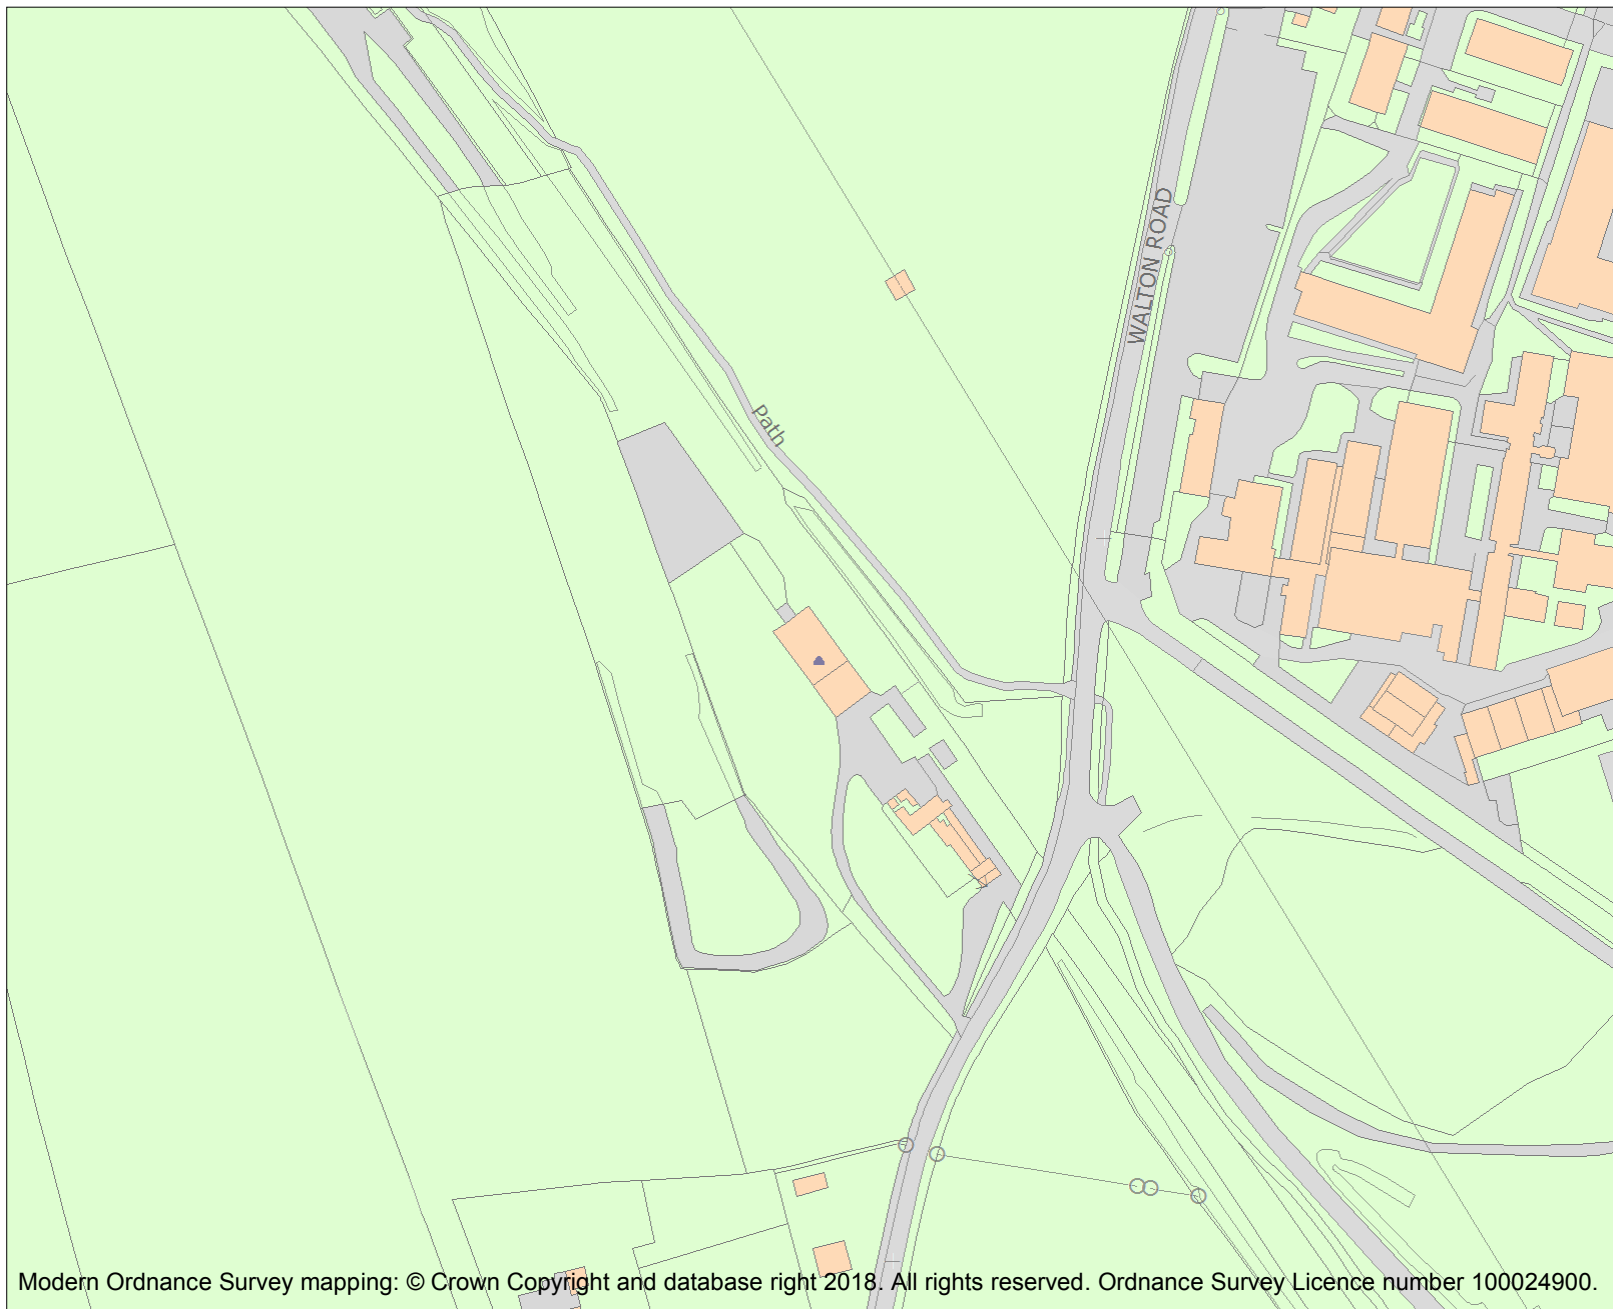 WALTON ROAD
Path
Modern Ordnance Survey mapping: © Crown Copyright and database right 2018. All rights reserved. Ordnance Survey Licence number 100024900.